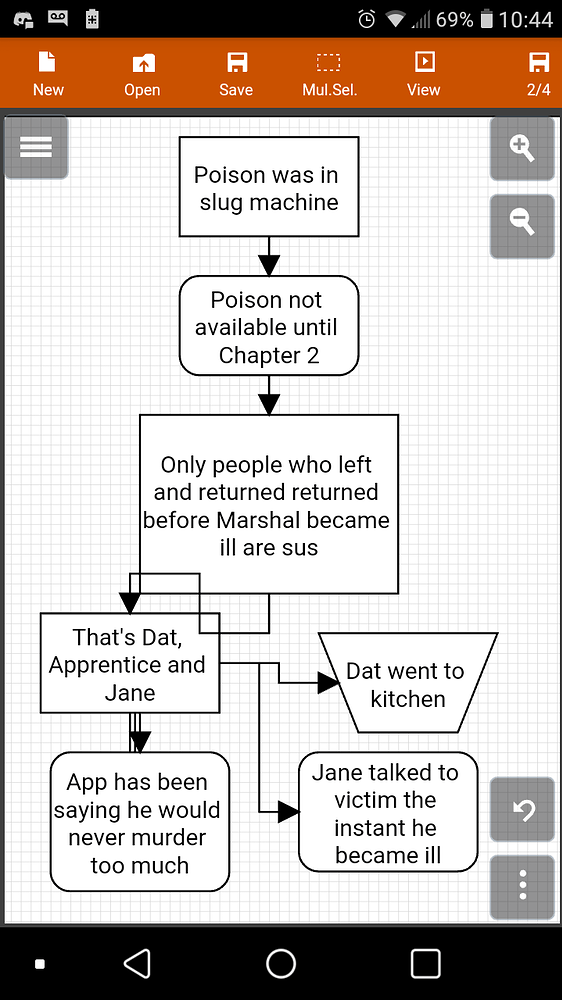 69% 10:44
New Open Save Mul.Sel. View 2/4
Poison was in
slug machine
Poison not
available until
Chapter 2
Only people who left
and returned returned
before Marshal became
ill are sus
That's Dat,
Apprentice and
Jane
Dat went to
kitchen
App has been
saying he would
never murder
too much
Jane talked to
victim the
instant he
became ill